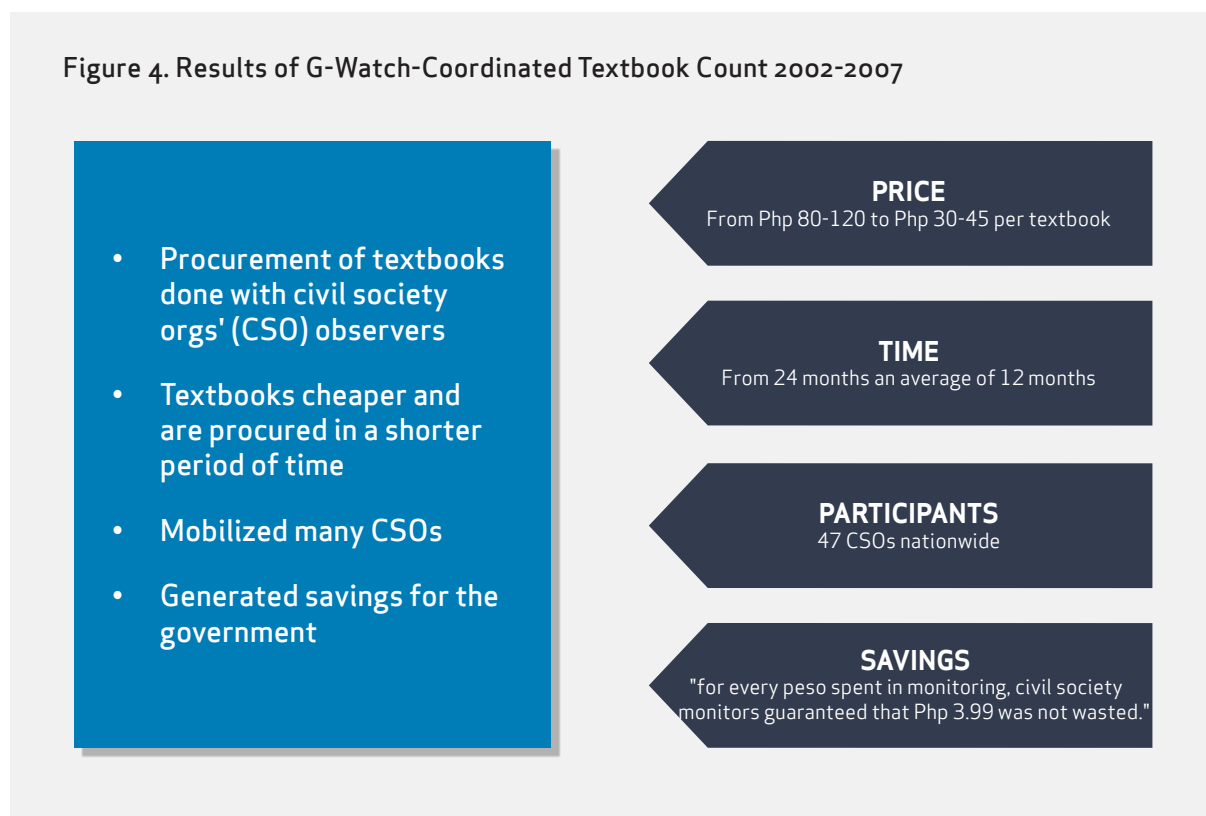 Figure 4. Results of G-Watch-Coordinated Textbook Count 2002-2007
• Procurement of textbooks
done with civil society
orgs' (CSO) observers
• Textbooks cheaper and
are procured in a shorter
period of time
• Mobilized many CSOs
• Generated savings for the
government
PRICE
From Php 80-120 to Php 30-45 per textbook
TIME
From 24 months an average of 12 months
PARTICIPANTS
47 CSOs nationwide
SAVINGS
"for every peso spent in monitoring, civil society
monitors guaranteed that Php 3.99 was not wasted."